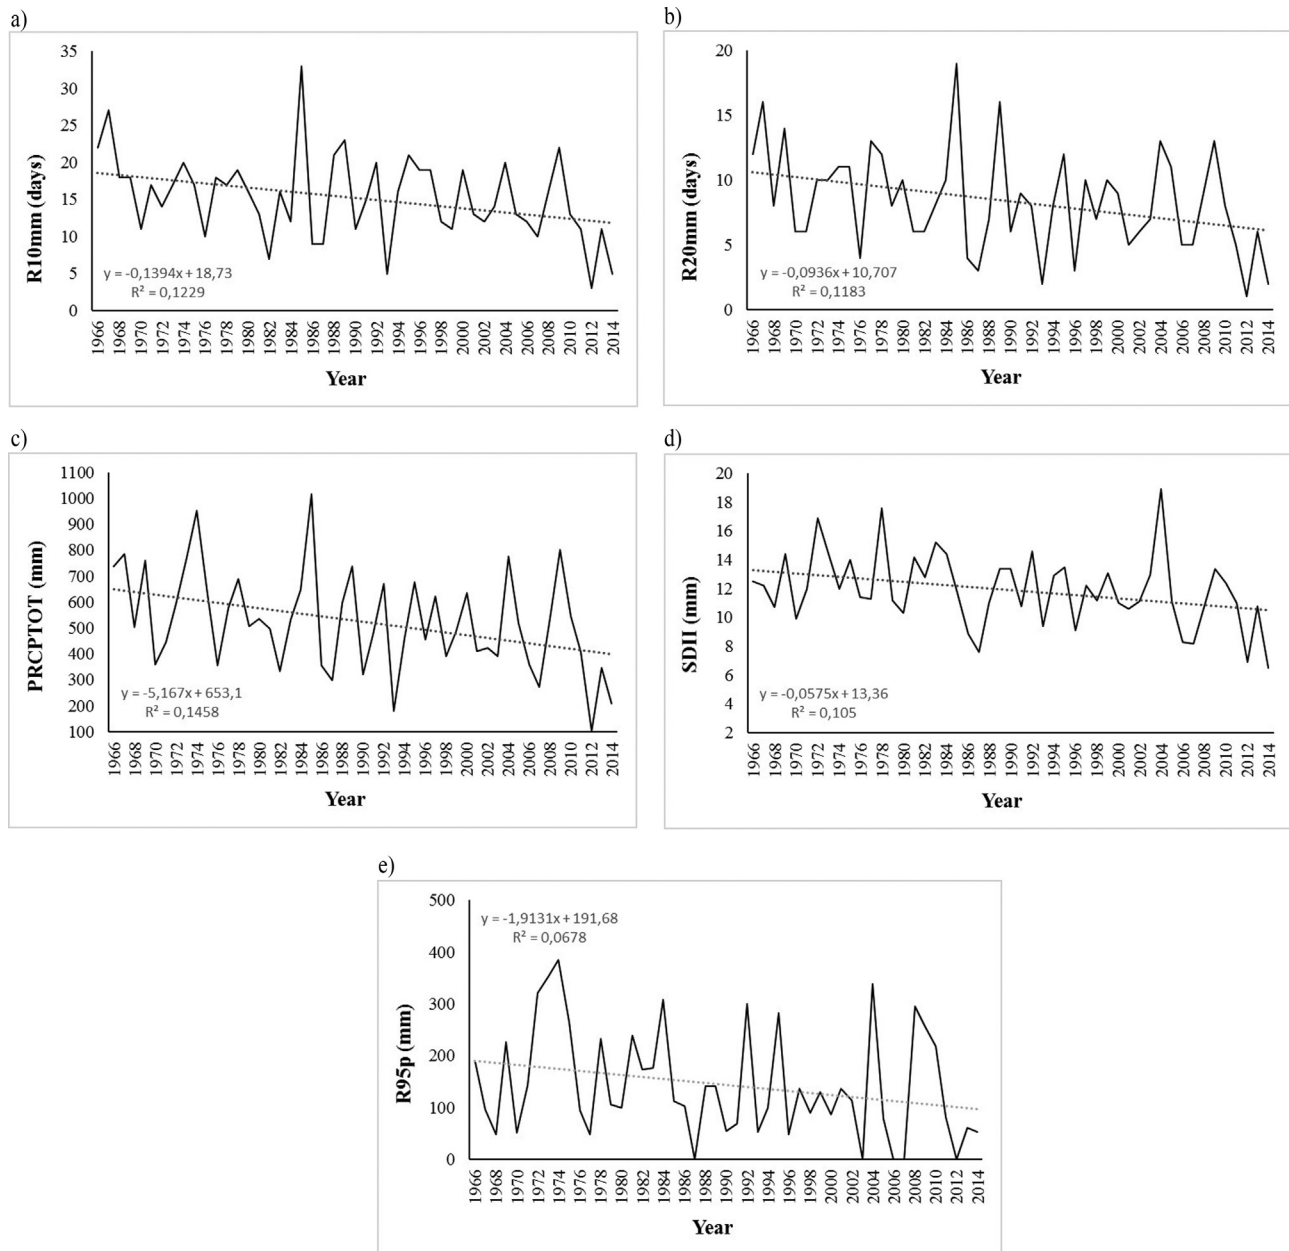 a)
R10mm (days)
35
30
25
20
15
10
5
0
y = -0,1394x + 18,73
R² = 0,1229
1966 1968 1970 1972 1974 1976 1978 1980 1982 1984 1986 1988 1990 1992 1994 1996 1998 2000 2002 2004 2006 2008 2010 2012 2014
Year
b)
R20mm (days)
20
15
10
5
0
y = -0,0936x + 10,707
R² = 0,1183
1966 1968 1970 1972 1974 1976 1978 1980 1982 1984 1986 1988 1990 1992 1994 1996 1998 2000 2002 2004 2006 2008 2010 2012 2014
Year
c)
PRCPTOT (mm)
1100
1000
900
800
700
600
500
400
300
200
100
y = -5,167x + 653,1
R² = 0,1458
1966 1968 1970 1972 1974 1976 1978 1980 1982 1984 1986 1988 1990 1992 1994 1996 1998 2000 2002 2004 2006 2008 2010 2012 2014
Year
d)
SDII (mm)
20
18
16
14
12
10
8
6
4
2
y = -0,0575x + 13,36
R² = 0,105
1966 1968 1970 1972 1974 1976 1978 1980 1982 1984 1986 1988 1990 1992 1994 1996 1998 2000 2002 2004 2006 2008 2010 2012 2014
Year
e)
R95p (mm)
500
400
300
200
100
0
y = -1,9131x + 191,68
R² = 0,0678
1966 1968 1970 1972 1974 1976 1978 1980 1982 1984 1986 1988 1990 1992 1994 1996 1998 2000 2002 2004 2006 2008 2010 2012 2014
Year